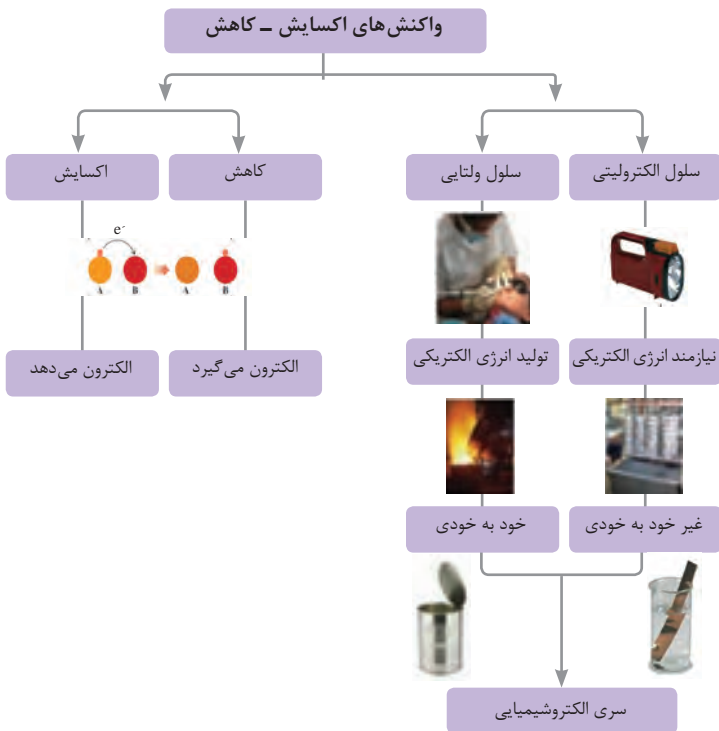 واکنش‌های اکسایش ـ کاهش
سلول الکترولیتی
سلول ولتایی
کاهش
اکسایش
e-
A B A B
نیازمند انرژی الکتریکی
تولید انرژی الکتریکی
الکترون می‌گیرد
الکترون می‌دهد
غیر خود به خودی
خود به خودی
سری الکتروشیمیایی